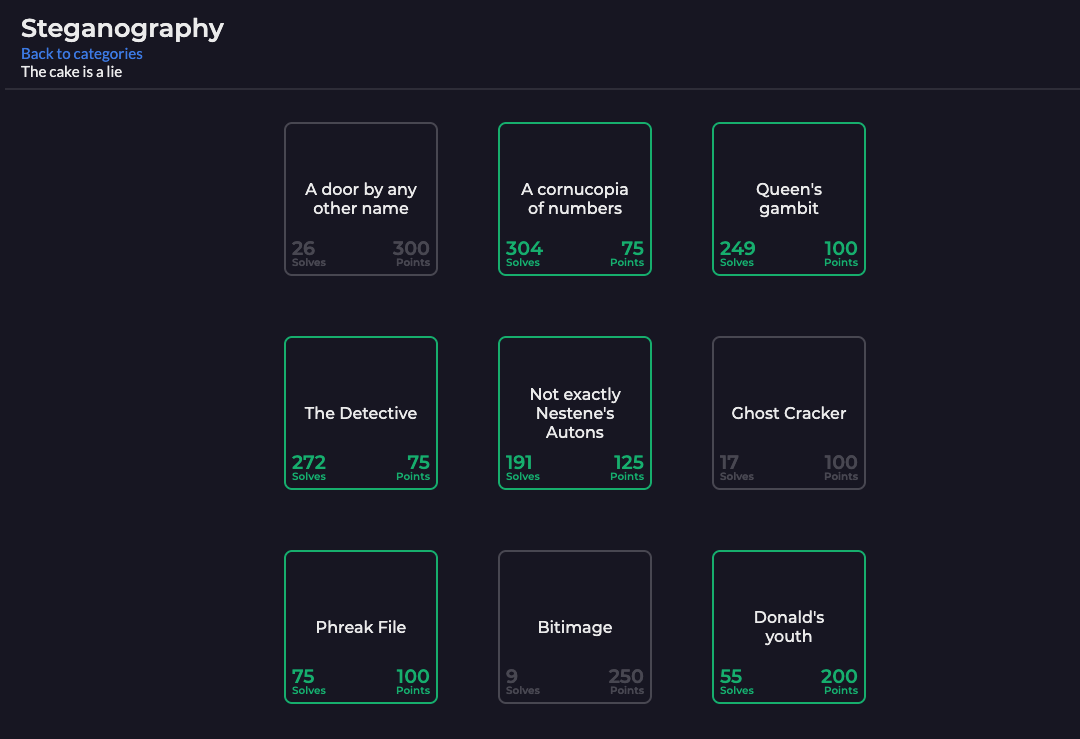 Steganography
Back to categories
The cake is a lie
A door by any
other name
26
Solves
300
Points
A cornucopia
of numbers
304
Solves
75
Points
Queen's
gambit
249
Solves
100
Points
The Detective
272
Solves
75
Points
Not exactly
Nestene's
Autons
191
Solves
125
Points
Ghost Cracker
17
Solves
100
Points
Phreak File
75
Solves
100
Points
Bitimage
9
Solves
250
Points
Donald's
youth
55
Solves
200
Points